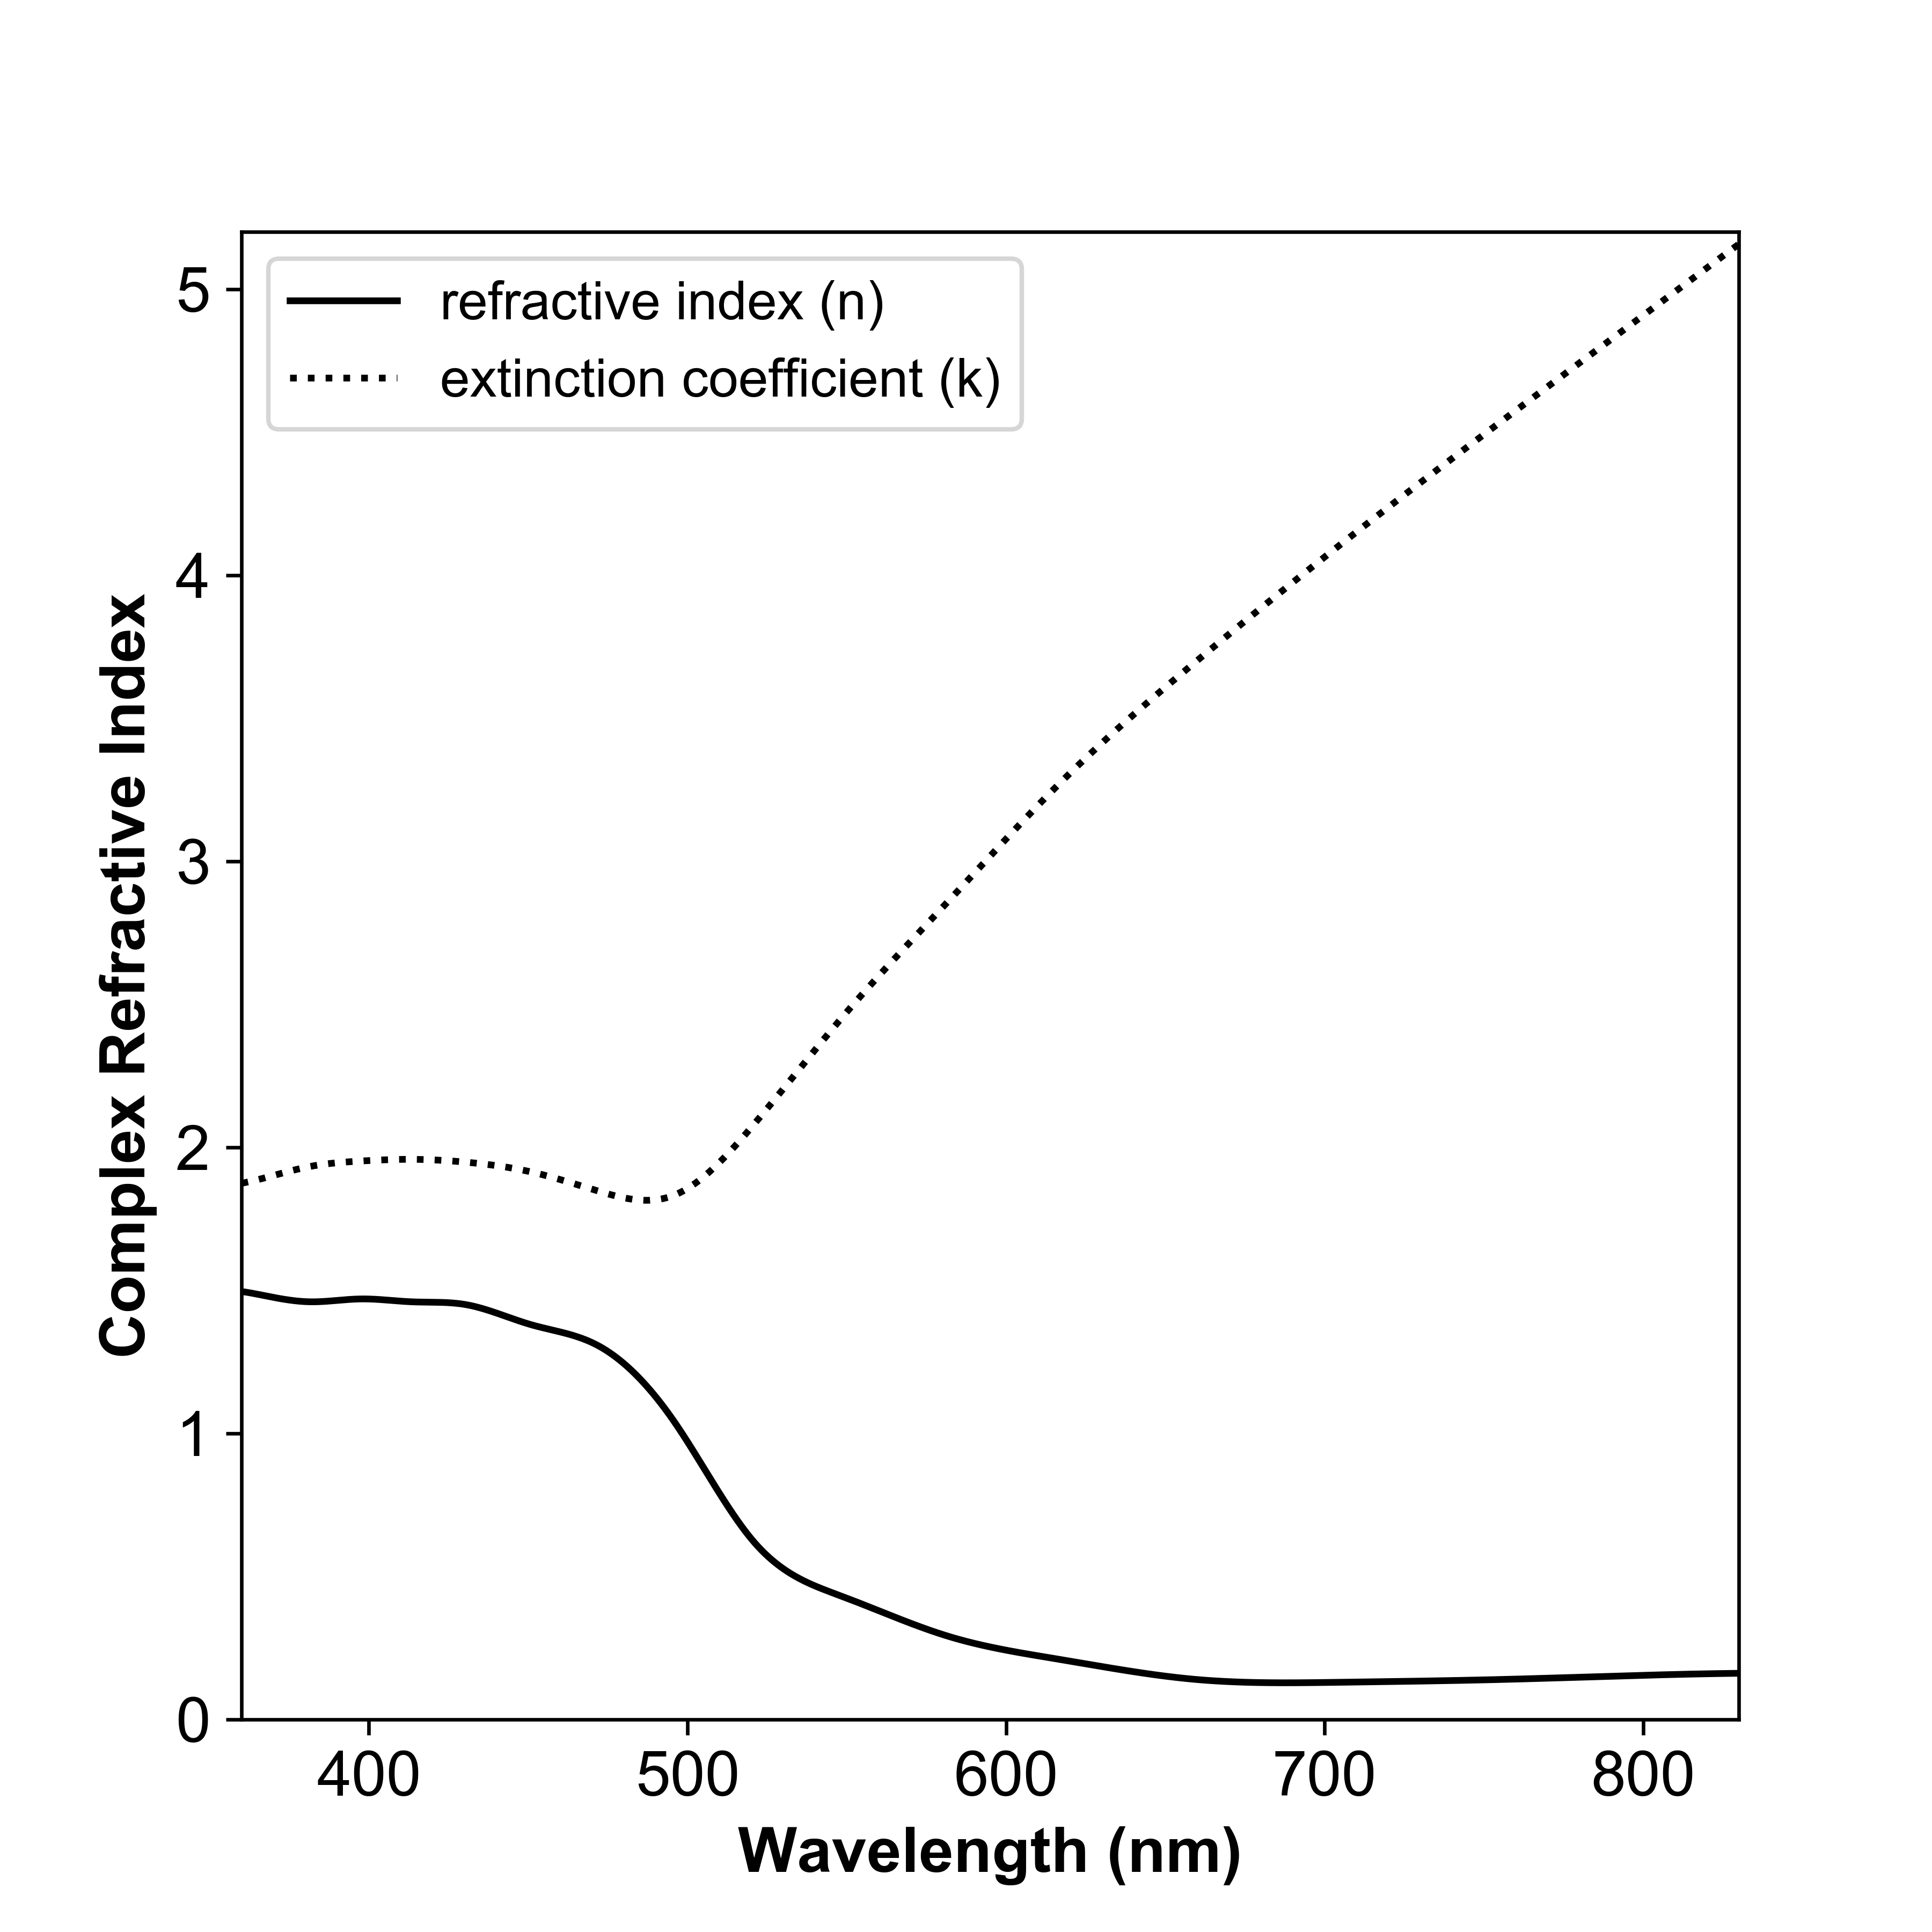 refractive index (n)
extinction coefficient (k)
5
4
3
2
1
0
Complex Refractive Index
400 500 600 700 800
Wavelength (nm)